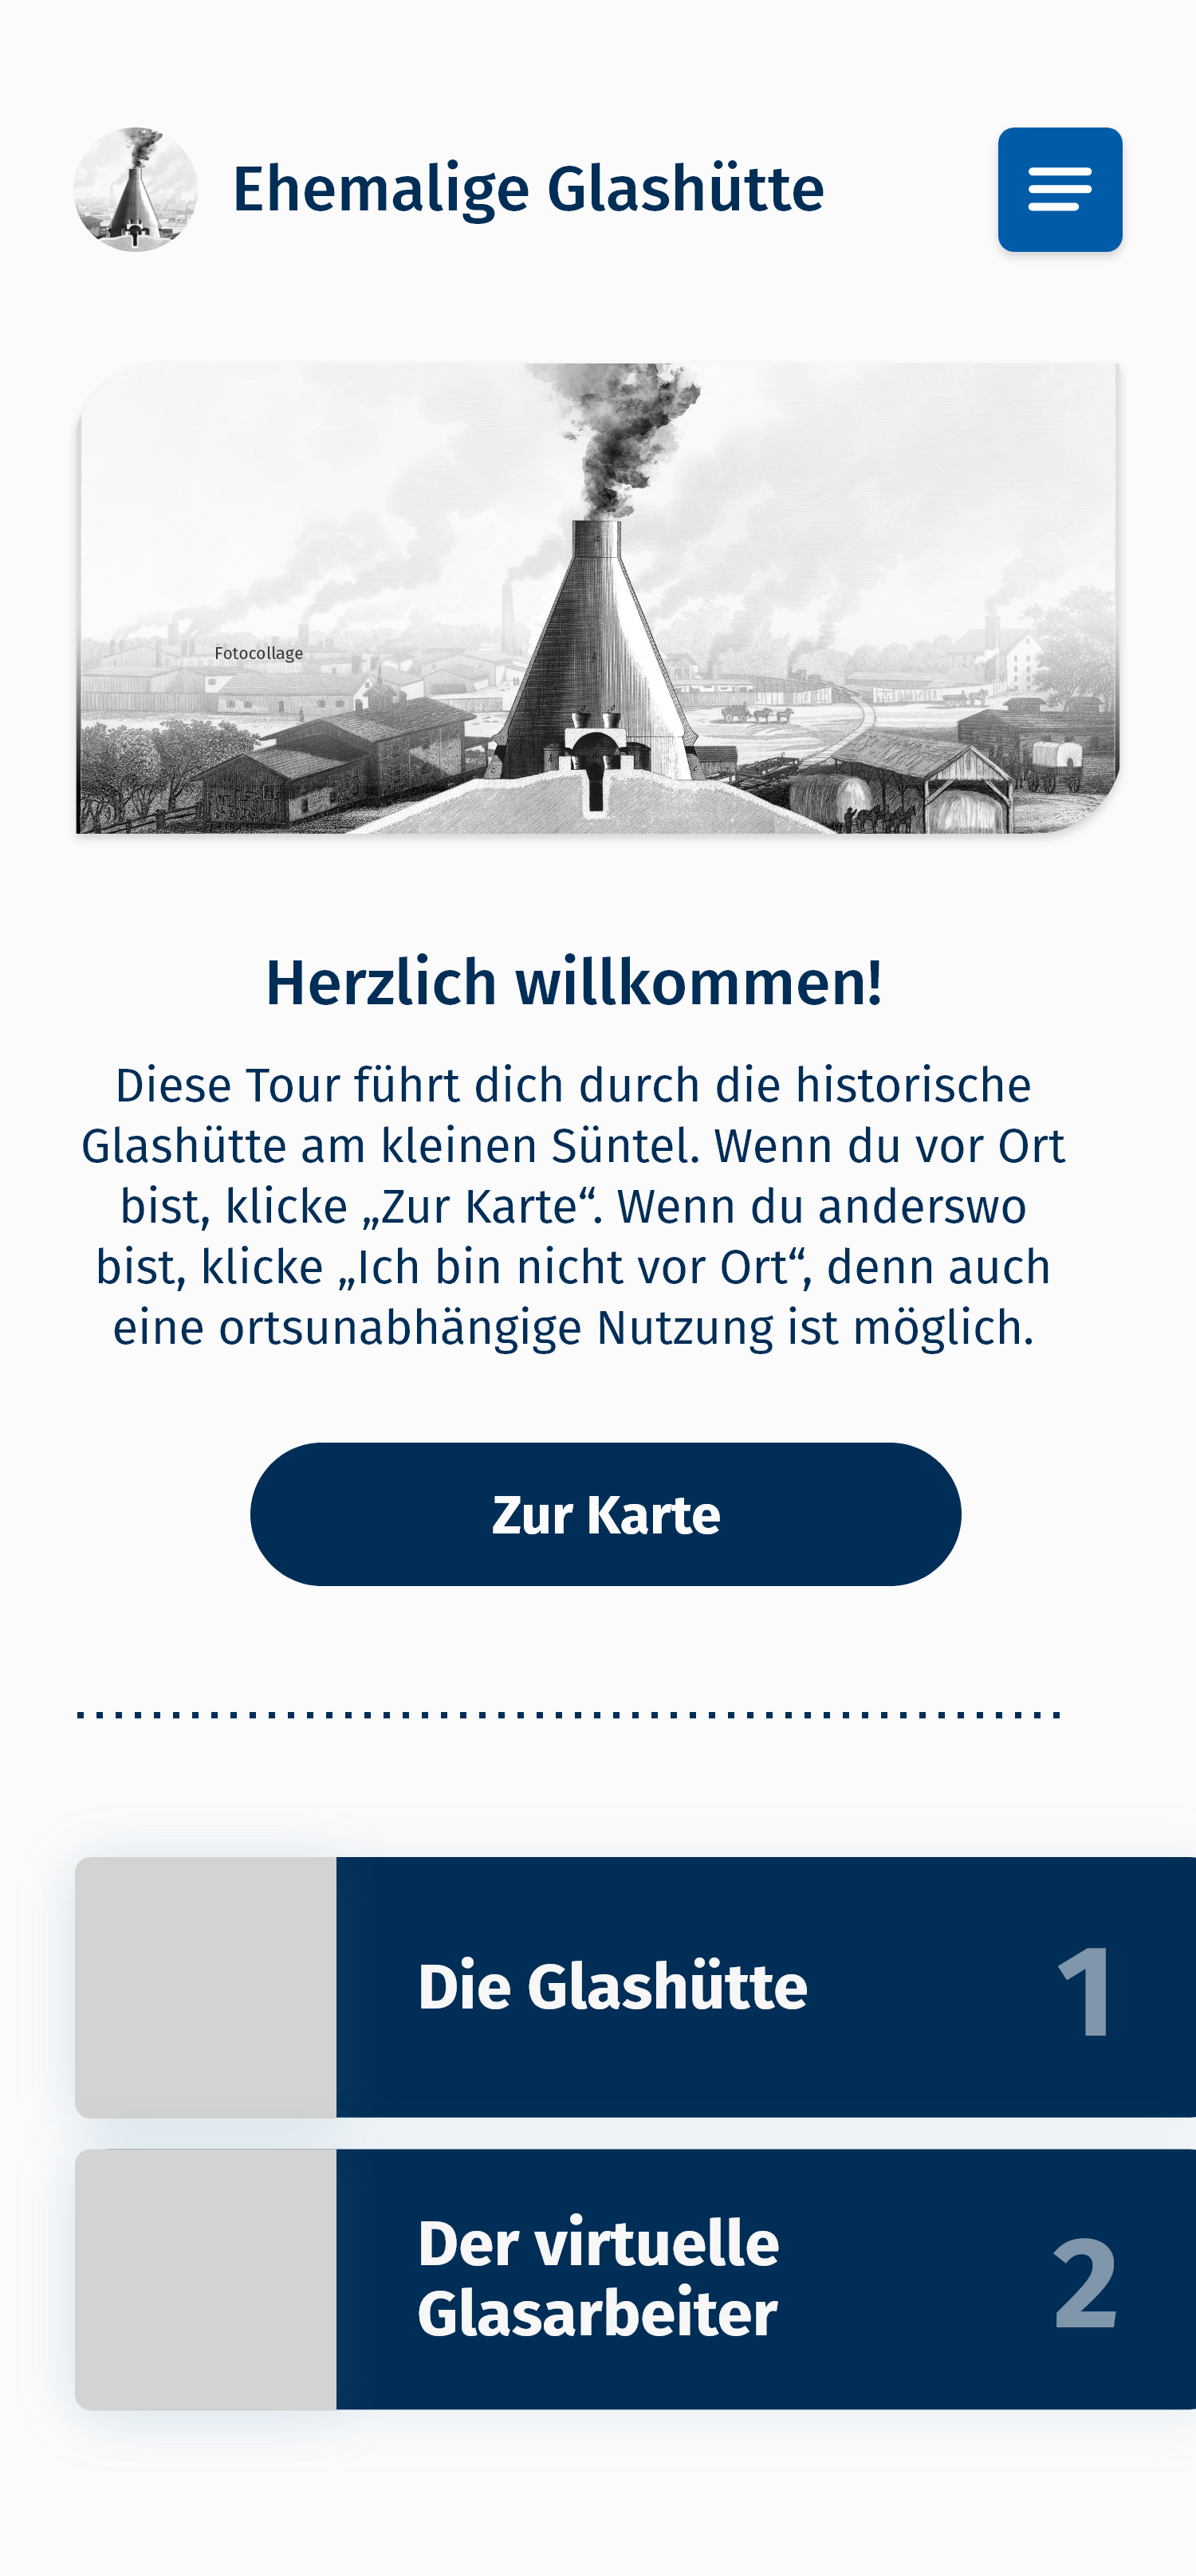 Ehemalige Glashütte
Fotocollage
Herzlich willkommen!
Diese Tour führt dich durch die historische
Glashütte am kleinen Süntel. Wenn du vor Ort
bist, klicke „Zur Karte“. Wenn du anderswo
bist, klicke „Ich bin nicht vor Ort“, denn auch
eine ortsunabhängige Nutzung ist möglich.
Zur Karte
Die Glashütte
1
Der virtuelle
Glasarbeiter
2